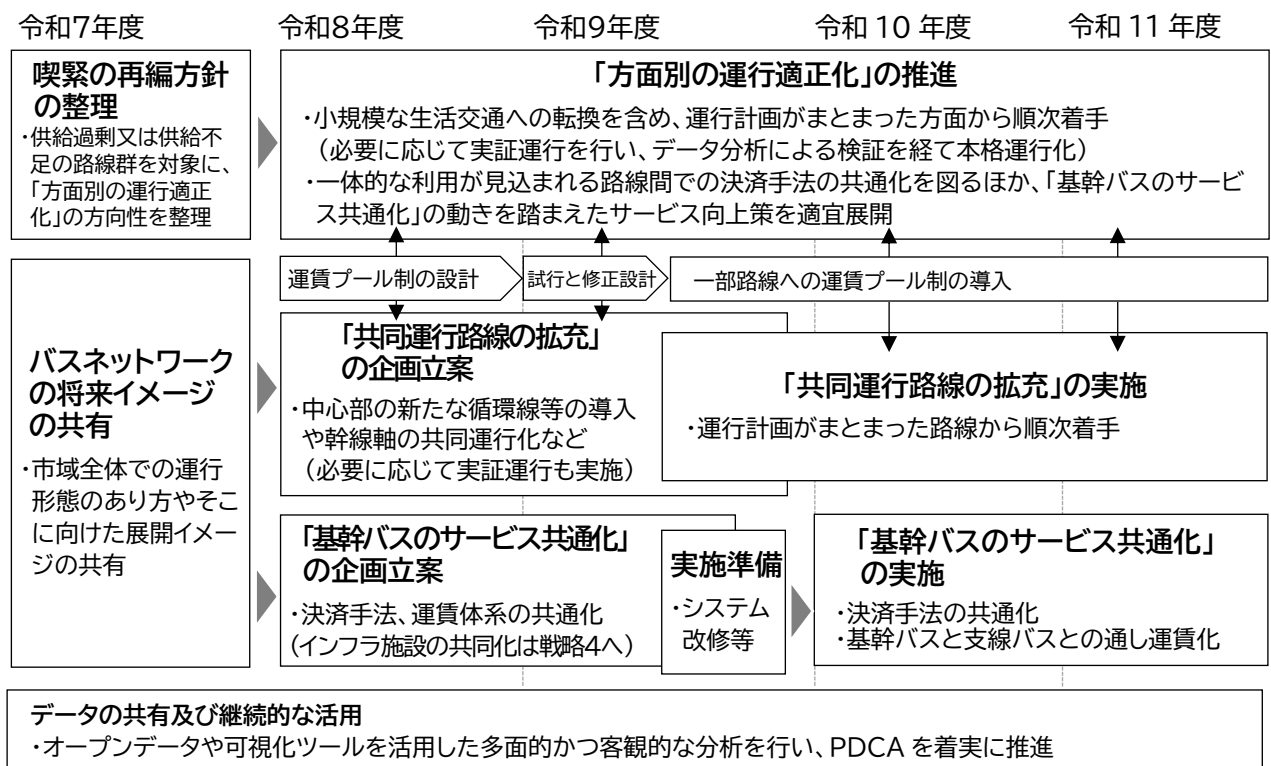 令和7年度
令和8年度
令和9年度
令和 10 年度
令和 11 年度
喫緊の再編方針
の整理
・供給過剰又は供給不
足の路線群を対象に、
「方面別の運行適正
化」の方向性を整理
「方面別の運行適正化」の推進
・小規模な生活交通への転換を含め、運行計画がまとまった方面から順次着手
（必要に応じて実証運行を行い、データ分析による検証を経て本格運行化）
・一体的な利用が見込まれる路線間での決済手法の共通化を図るほか、「基幹バスのサービ
ス共通化」の動きを踏まえたサービス向上策を適宜展開
運賃プール制の設計
試行と修正設計
一部路線への運賃プール制の導入
バスネットワーク
の将来イメージ
の共有
・市域全体での運行
形態のあり方やそこ
に向けた展開イメー
ジの共有
「共同運行路線の拡充」
の企画立案
・中心部の新たな循環線等の導入
や幹線軸の共同運行化など
（必要に応じて実証運行も実施）
「共同運行路線の拡充」の実施
・運行計画がまとまった路線から順次着手
「基幹バスのサービス共通化」
の企画立案
・決済手法、運賃体系の共通化
(インフラ施設の共同化は戦略4へ)
実施準備
・システム
改修等
「基幹バスのサービス共通化」
の実施
・決済手法の共通化
・基幹バスと支線バスとの通し運賃化
データの共有及び継続的な活用
・オープンデータや可視化ツールを活用した多面的かつ客観的な分析を行い、PDCA を着実に推進